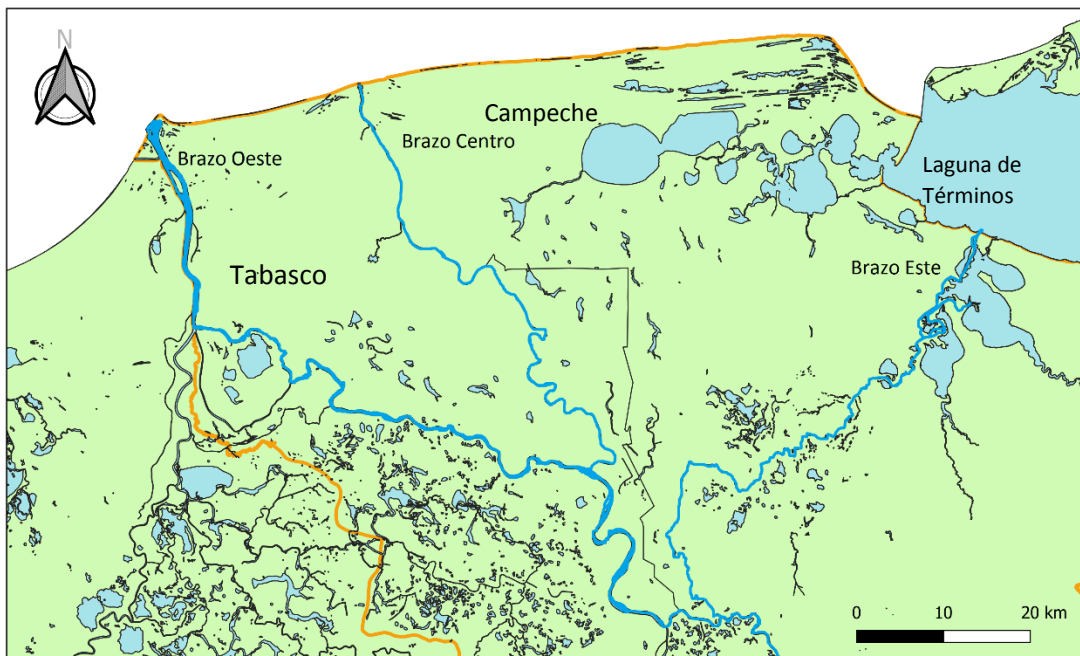 N
Campeche
Brazo Centro
Brazo Oeste
Laguna de
Términos
Brazo Este
Tabasco
0 10 20 km